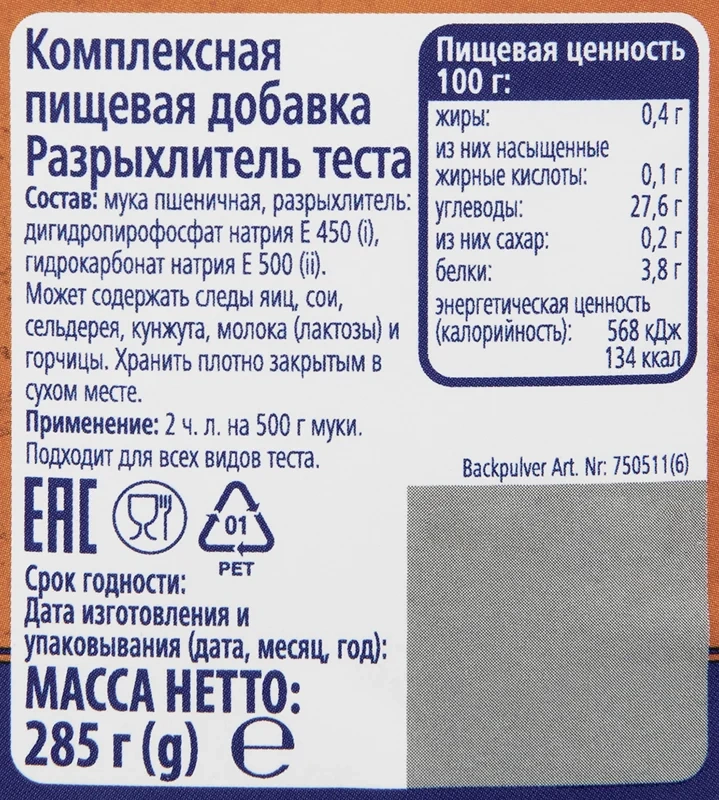 Комплексная
пищевая добавка
Разрыхлитель теста
Состав: мука пшеничная, разрыхлитель:
дигидропирофосфат натрия Е 450 (i),
гидрокарбонат натрия Е 500 (ii).
Может содержать следы яиц, сои,
сельдерея, кунжута, молока (лактозы) и
горчицы. Хранить плотно закрытым в
сухом месте.
Применение: 2 ч. л. на 500 г муки.
Подходит для всех видов теста.
EAC
01
PET
Срок годности:
Дата изготовления и
упаковывания (дата, месяц, год):
МАССА НЕТТО:
285 г (g) e
Пищевая ценность
100 г:
жиры: 0,4 г
из них насыщенные
жирные кислоты: 0,1 г
углеводы: 27,6 г
из них сахар: 0,2 г
белки: 3,8 г
энергетическая ценность
(калорийность): 568 кДж
134 ккал
Backpulver Art. Nr: 750511(6)